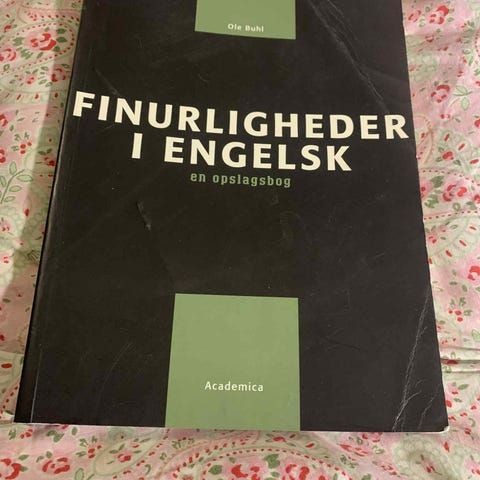 Ole Buhl
FINURLIGHEDER
I ENGELSK
en opslagsbog
Academica